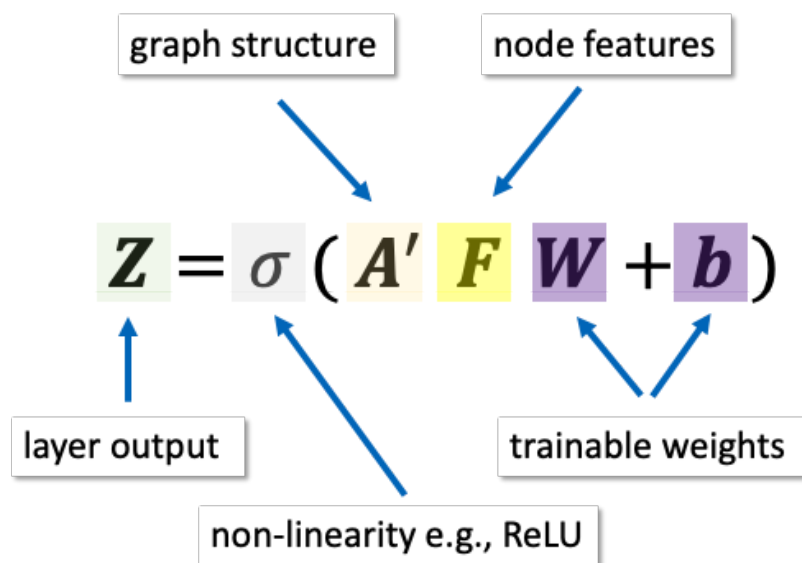 graph structure
node features
Z = σ ( A′ F W + b )
layer output
trainable weights
non-linearity e.g., ReLU